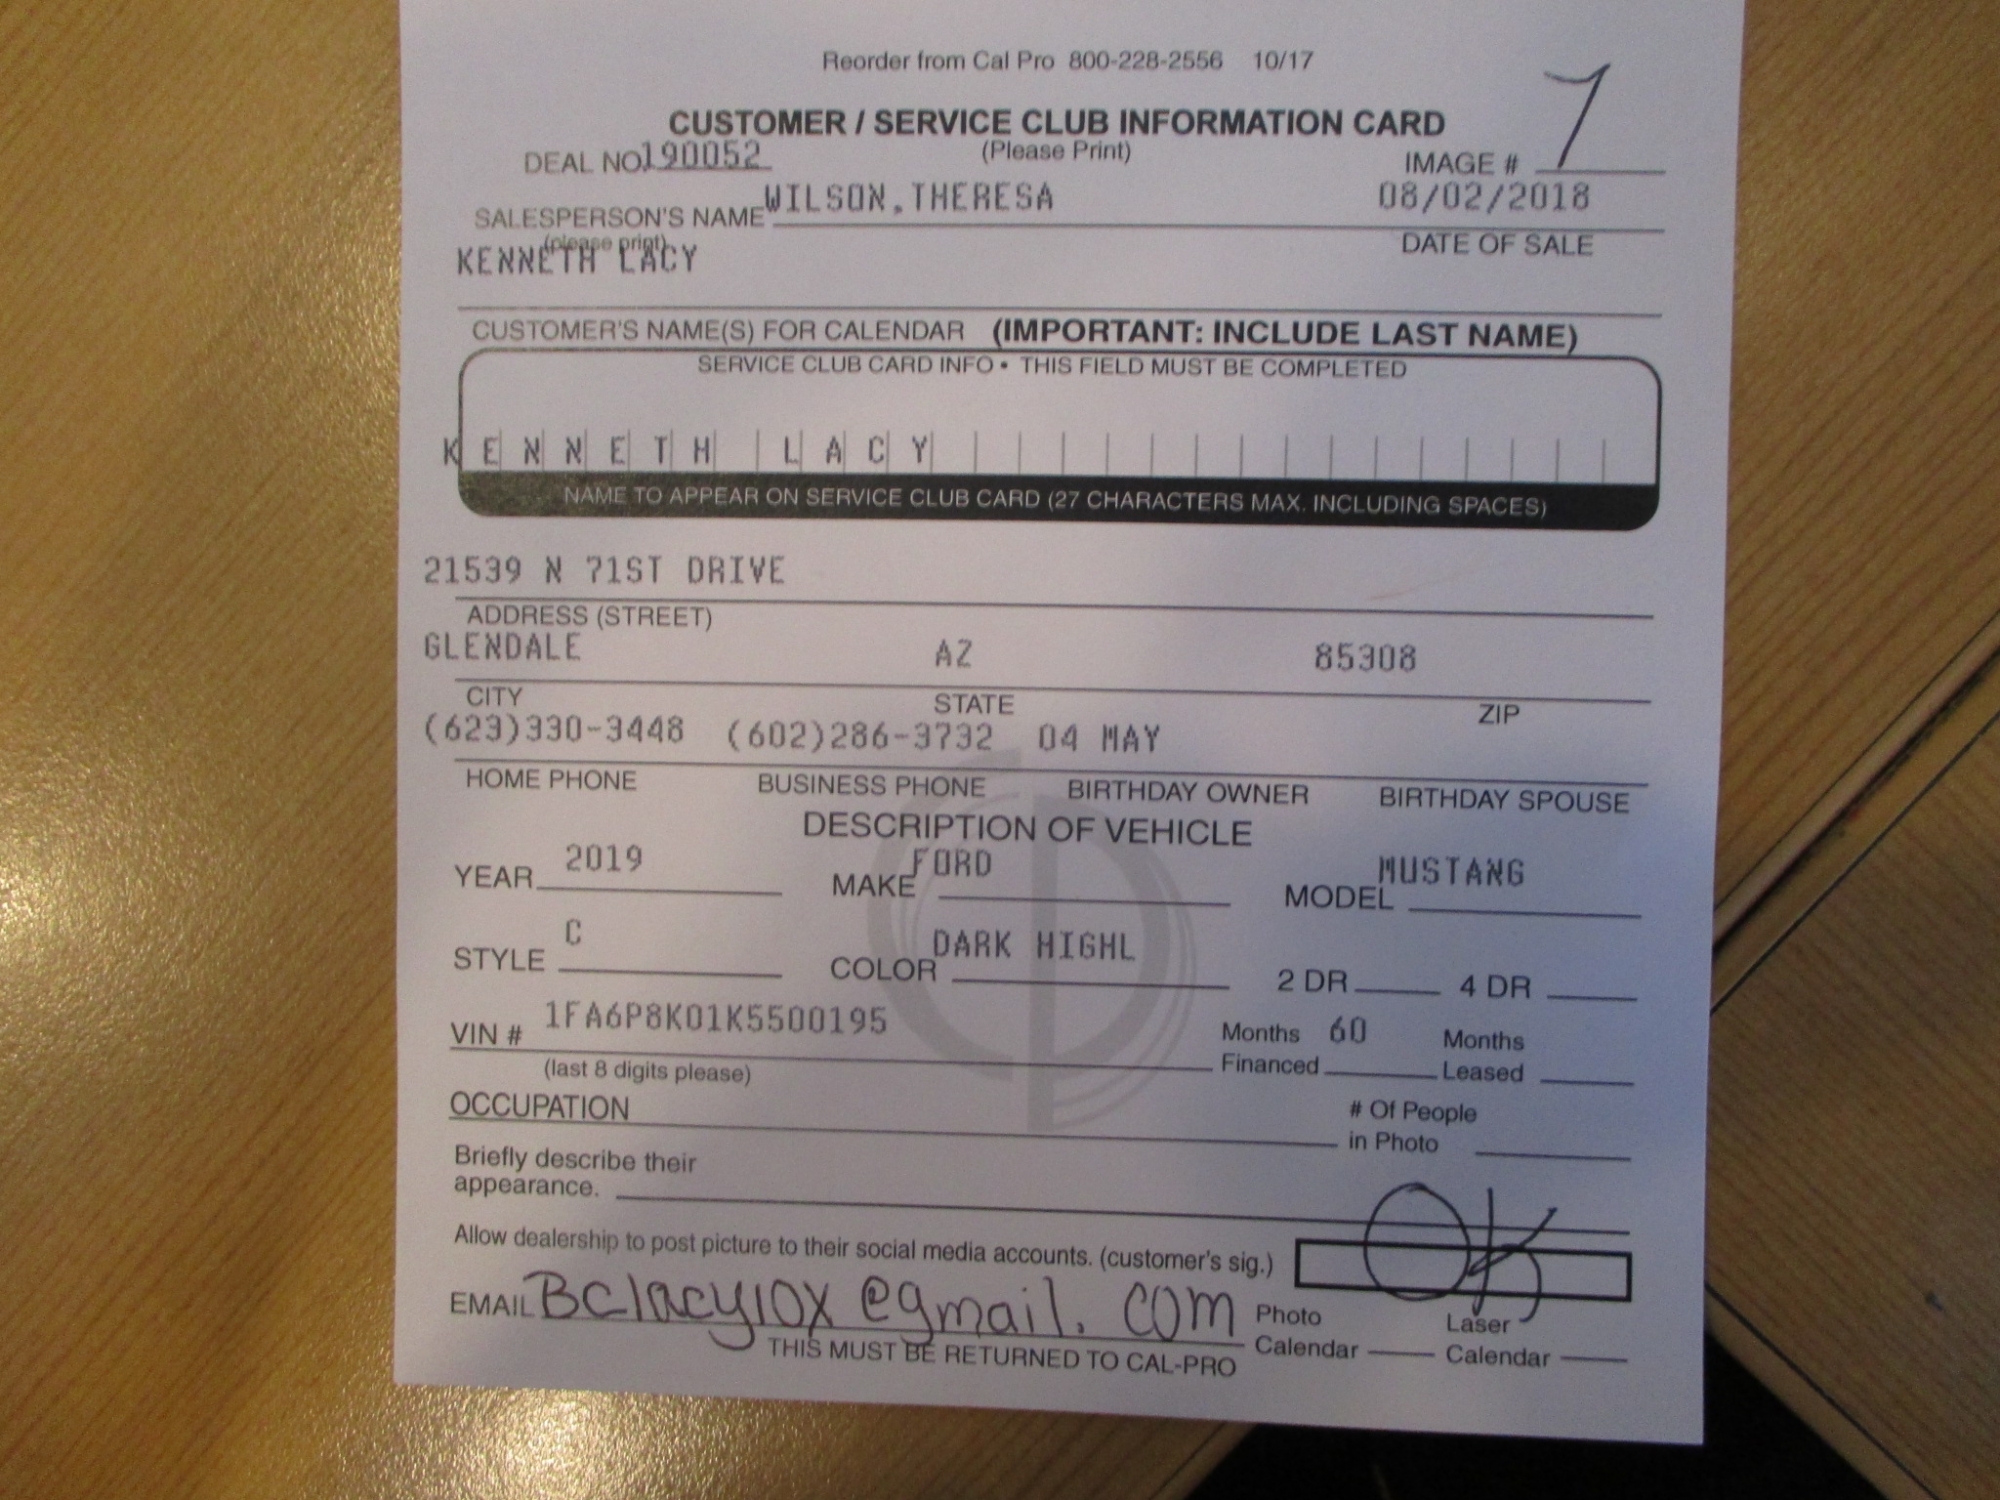 Reorder from Cal Pro 800-228-2556 10/17
7
CUSTOMER / SERVICE CLUB INFORMATION CARD
DEAL NO. 190052 (Please Print) IMAGE #
SALESPERSON'S NAME WILSON, THERESA 08/02/2018
(please print) DATE OF SALE
KENNETH LACY
CUSTOMER'S NAME(S) FOR CALENDAR (IMPORTANT: INCLUDE LAST NAME)
SERVICE CLUB CARD INFO • THIS FIELD MUST BE COMPLETED
KENNETH LACY
NAME TO APPEAR ON SERVICE CLUB CARD (27 CHARACTERS MAX. INCLUDING SPACES)
21539 N 71ST DRIVE
ADDRESS (STREET)
GLENDALE AZ 85308
CITY STATE ZIP
(623)330-3448 (602)286-3732 04 MAY
HOME PHONE BUSINESS PHONE BIRTHDAY OWNER BIRTHDAY SPOUSE
DESCRIPTION OF VEHICLE
YEAR 2019 MAKE FORD MODEL MUSTANG
STYLE C COLOR DARK HIGHL 2 DR 4 DR
VIN # 1FA6P8K01K5500195 Months 60 Months
(last 8 digits please) Financed Leased
OCCUPATION # Of People
in Photo
Briefly describe their
appearance.
Allow dealership to post picture to their social media accounts. (customer's sig.) OK
EMAIL Bclacy10x@gmail.com Photo Laser
THIS MUST BE RETURNED TO CAL-PRO Calendar Calendar